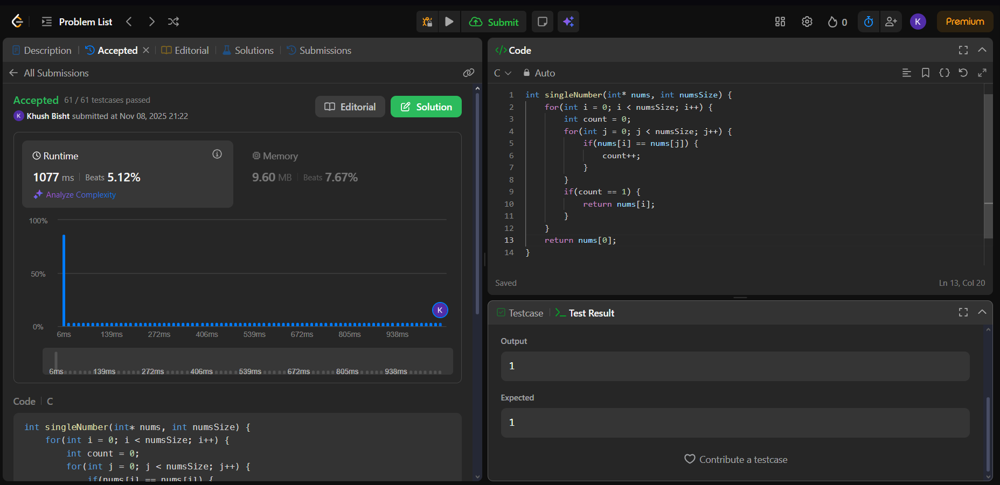 Problem List
Submit
0
K
Premium
Description
Accepted
Editorial
Solutions
Submissions
All Submissions
Accepted 61 / 61 testcases passed
K Khush Bisht submitted at Nov 08, 2025 21:22
Editorial
Solution
Runtime
1077 ms Beats 5.12%
Analyze Complexity
Memory
9.60 MB Beats 7.67%
100%
50%
0%
K
6ms 139ms 272ms 406ms 539ms 672ms 805ms 938ms
6ms 139ms 272ms 406ms 539ms 672ms 805ms 938ms
Code C
int singleNumber(int* nums, int numsSize) {
for(int i = 0; i < numsSize; i++) {
int count = 0;
for(int j = 0; j < numsSize; j++) {
if(nums[i] == nums[j]) {
</> Code
C Auto
1 int singleNumber(int* nums, int numsSize) {
2 for(int i = 0; i < numsSize; i++) {
3 int count = 0;
4 for(int j = 0; j < numsSize; j++) {
5 if(nums[i] == nums[j]) {
6 count++;
7 }
8 }
9 if(count == 1) {
10 return nums[i];
11 }
12 }
13 return nums[0];
14 }
Saved
Ln 13, Col 20
Testcase
Test Result
Output
1
Expected
1
Contribute a testcase